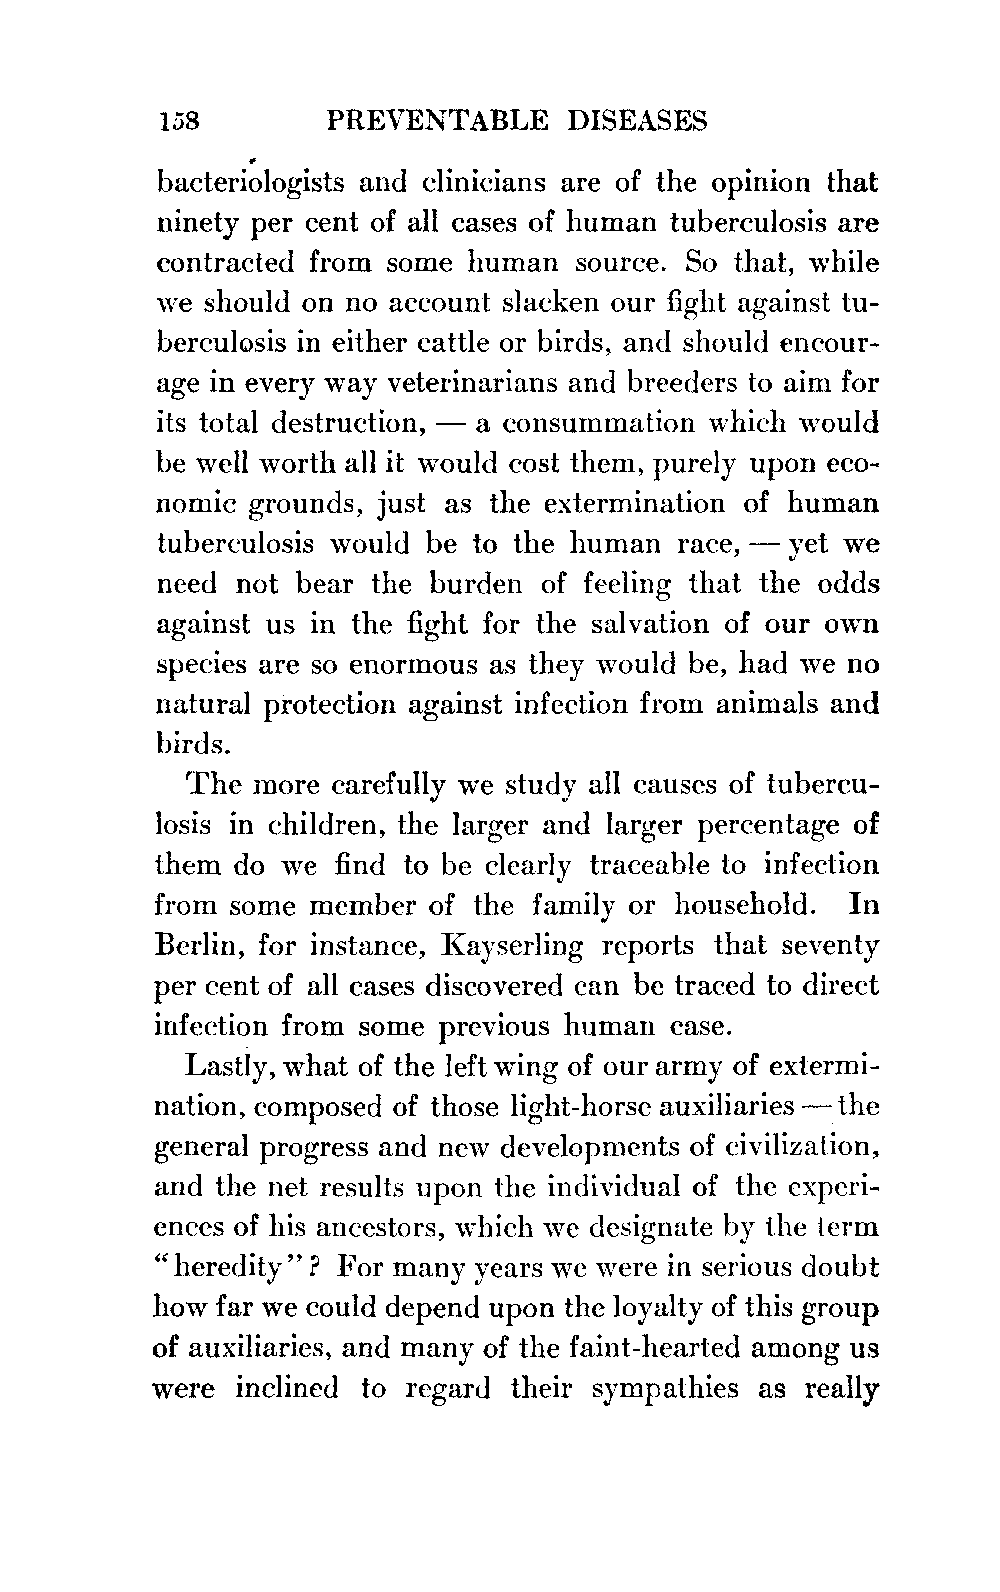 158 PREVENTABLE DISEASES
bacteriologists and clinicians are of the opinion that
ninety per cent of all cases of human tuberculosis are
contracted from some human source. So that, while
we should on no account slacken our fight against tu-
berculosis in either cattle or birds, and should encour-
age in every way veterinarians and breeders to aim for
its total destruction, — a consummation which would
be well worth all it would cost them, purely upon eco-
nomic grounds, just as the extermination of human
tuberculosis would be to the human race, — yet we
need not bear the burden of feeling that the odds
against us in the fight for the salvation of our own
species are so enormous as they would be, had we no
natural protection against infection from animals and
birds.
The more carefully we study all causes of tubercu-
losis in children, the larger and larger percentage of
them do we find to be clearly traceable to infection
from some member of the family or household. In
Berlin, for instance, Kayserling reports that seventy
per cent of all cases discovered can be traced to direct
infection from some previous human case.
Lastly, what of the left wing of our army of extermi-
nation, composed of those light-horse auxiliaries — the
general progress and new developments of civilization,
and the net results upon the individual of the experi-
ences of his ancestors, which we designate by the term
"heredity"? For many years we were in serious doubt
how far we could depend upon the loyalty of this group
of auxiliaries, and many of the faint-hearted among us
were inclined to regard their sympathies as really